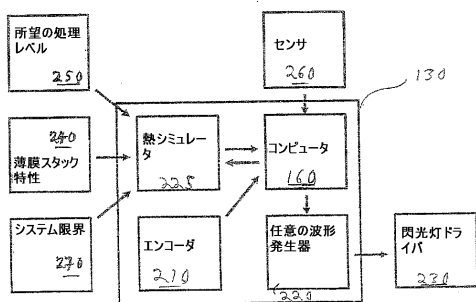 所望の処理
レベル
250
センサ
260
130
240
薄膜スタック
特性
熱シミュレー
タ
225
コンピュータ
160
システム限界
270
エンコーダ
210
任意の波形
発生器
220
閃光灯ドラ
イバ
230